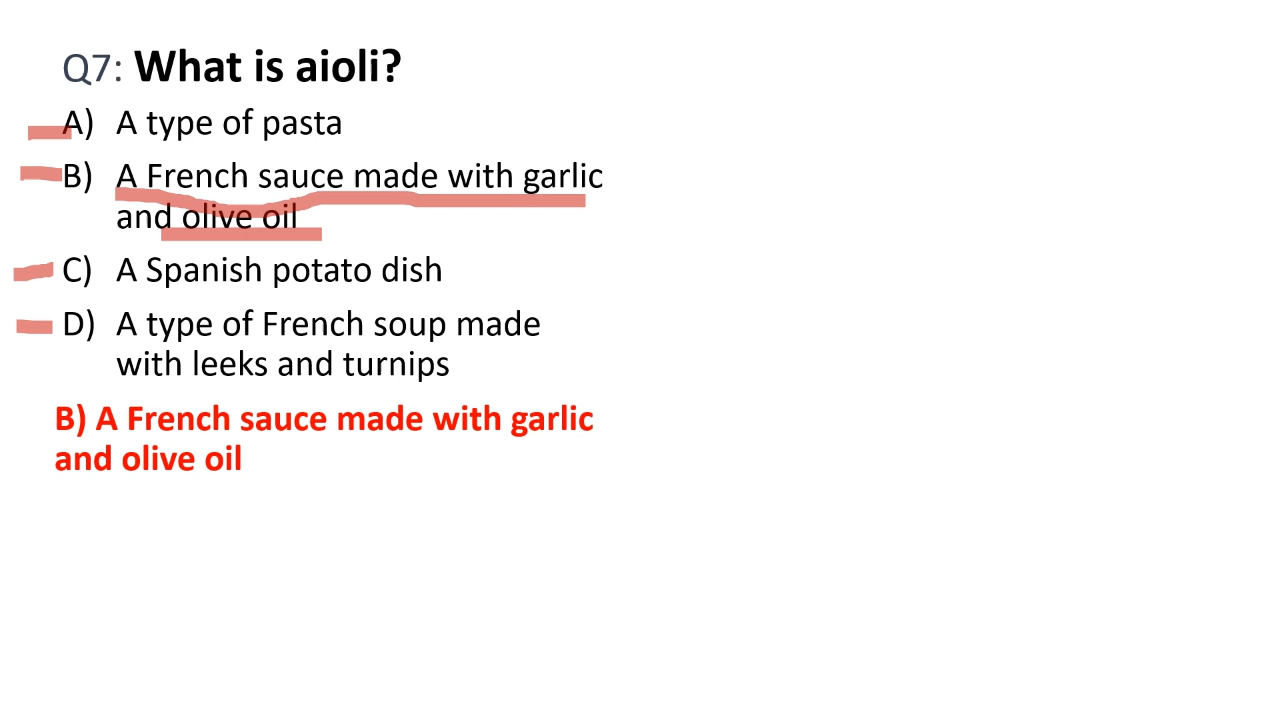 Q7: What is aioli?
A) A type of pasta
B) A French sauce made with garlic
and olive oil
C) A Spanish potato dish
D) A type of French soup made
with leeks and turnips
B) A French sauce made with garlic
and olive oil